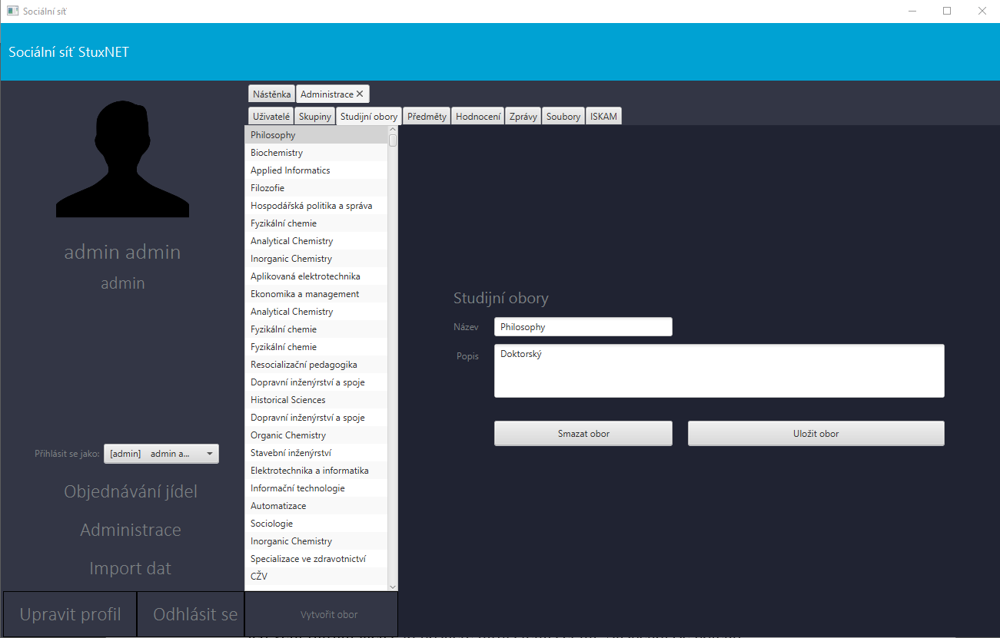 Sociální síť
Sociální síť StuxNET
admin admin
admin
Přihlásit se jako: [admin] admin a...
Objednávání jídel
Administrace
Import dat
Upravit profil
Odhlásit se
Nástěnka
Administrace
Uživatelé
Skupiny
Studijní obory
Předměty
Hodnocení
Zprávy
Soubory
ISKAM
Philosophy
Biochemistry
Applied Informatics
Filozofie
Hospodářská politika a správa
Fyzikální chemie
Analytical Chemistry
Inorganic Chemistry
Aplikovaná elektrotechnika
Ekonomika a management
Analytical Chemistry
Fyzikální chemie
Fyzikální chemie
Resocializační pedagogika
Dopravní inženýrství a spoje
Historical Sciences
Dopravní inženýrství a spoje
Organic Chemistry
Stavební inženýrství
Elektrotechnika a informatika
Informační technologie
Automatizace
Sociologie
Inorganic Chemistry
Specializace ve zdravotnictví
CŽV
Vytvořit obor
Studijní obory
Název Philosophy
Popis Doktorský
Smazat obor
Uložit obor